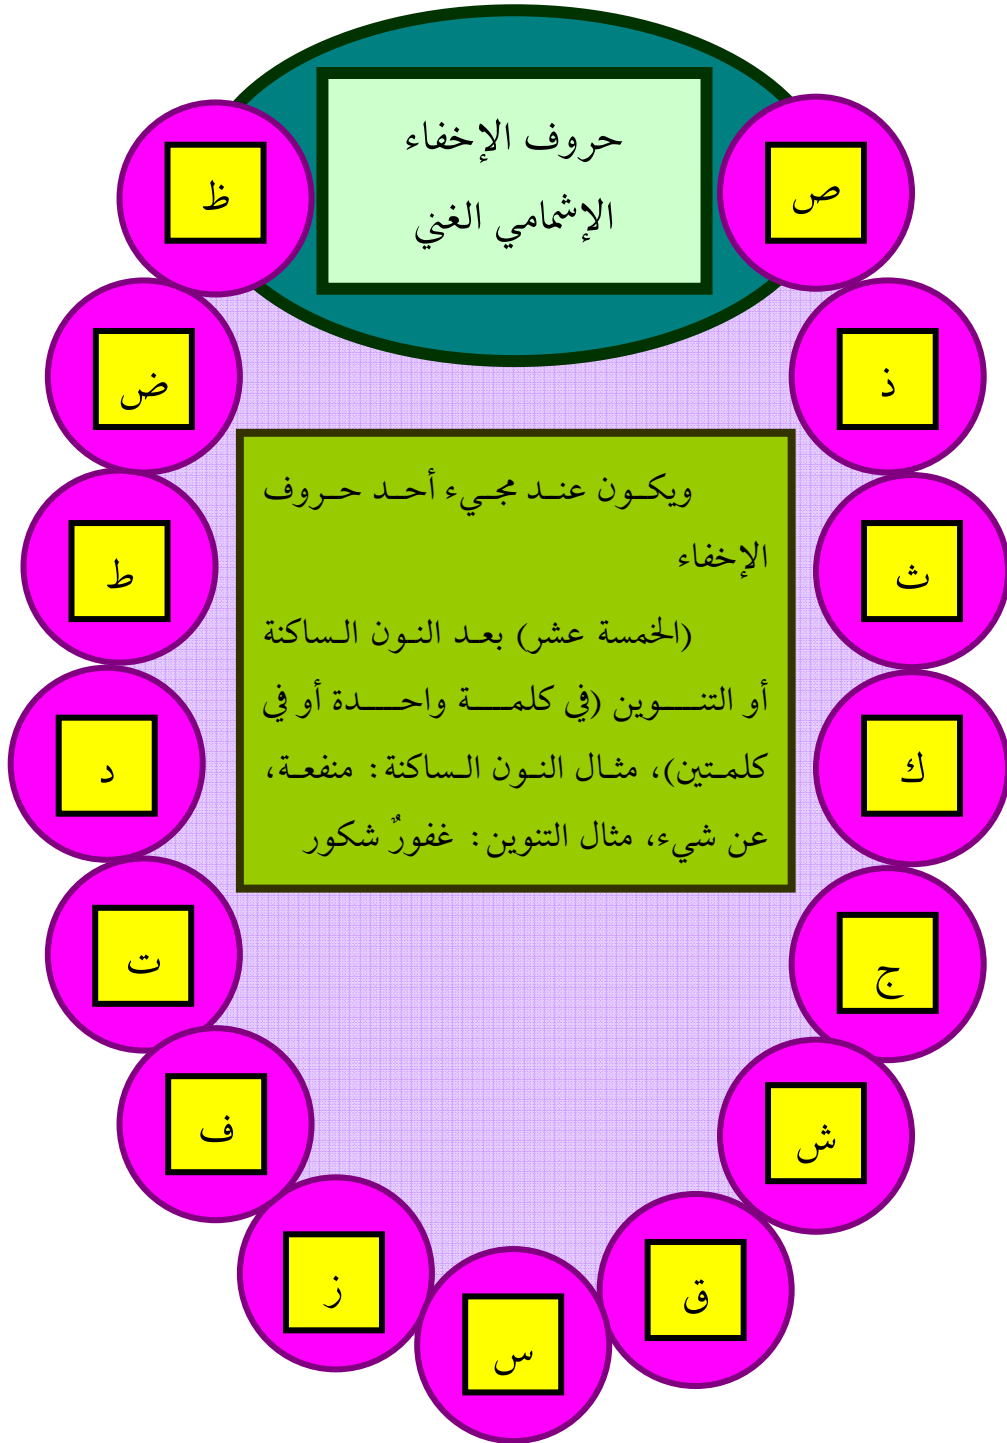 حروف الإخفاء
الإشمامي الغني
ص
ذ
ث
ك
ج
ش
ق
س
ز
ف
ت
د
ط
ض
ظ
ويكون عند مجيء أحد حروف
الإخفاء
(الخمسة عشر) بعد النون الساكنة
أو التنوين (في كلمة واحدة أو في
كلمتين)، مثال النون الساكنة: منفعة،
عن شيء، مثال التنوين: غفورٌ شكور